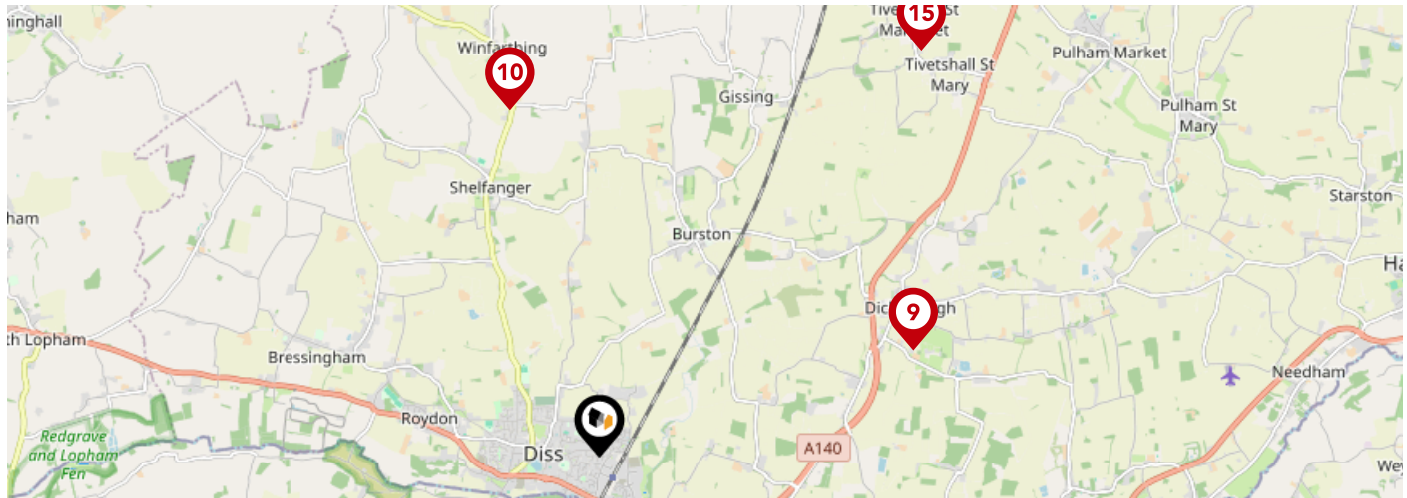 Winfarthing
10
15
Tivetshall St
Mary
Pulham Market
Gissing
Pulham St
Mary
Shelfanger
Starston
Burston
9
Lopham
Bressingham
Needham
Roydon
Redgrave
and Lopham
Fen
Diss
A140